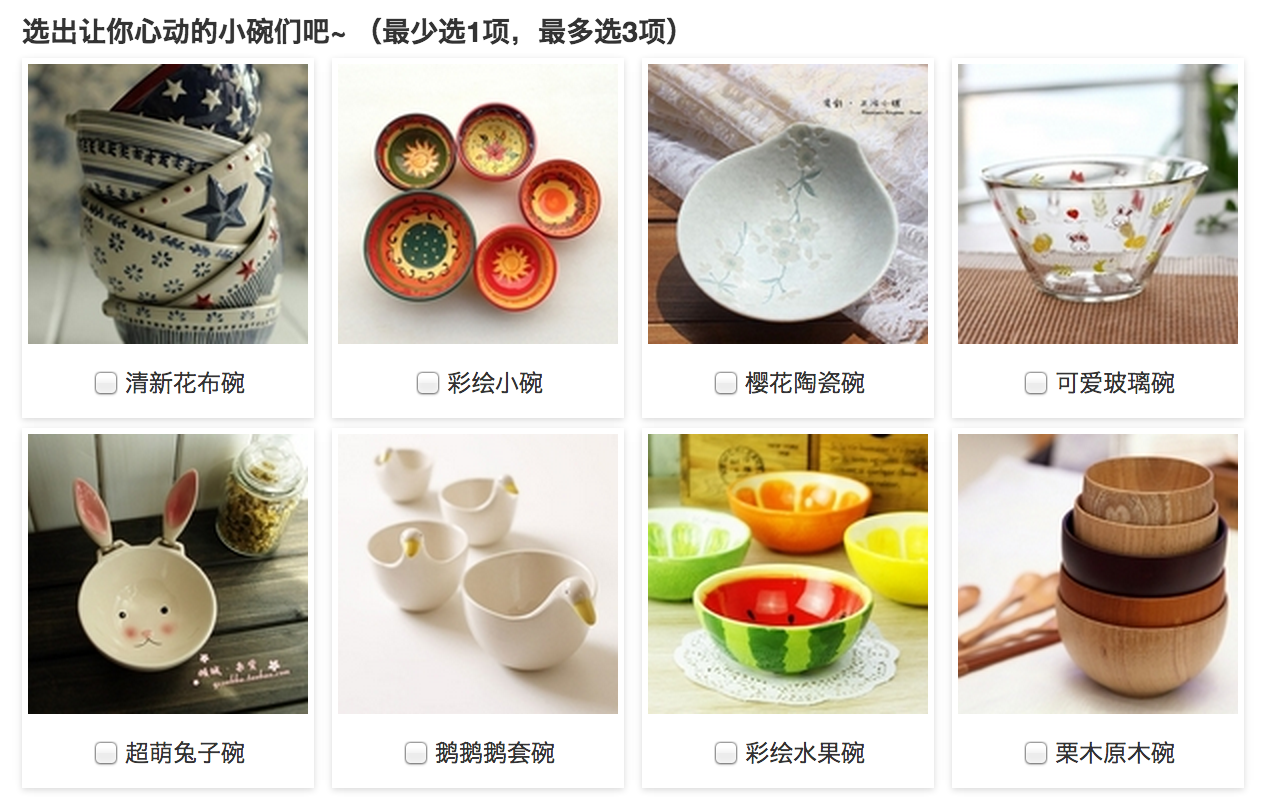 选出让你心动的小碗们吧~ （最少选1项，最多选3项）
清新花布碗
彩绘小碗
樱花陶瓷碗
可爱玻璃碗
超萌兔子碗
鹅鹅鹅套碗
彩绘水果碗
栗木原木碗